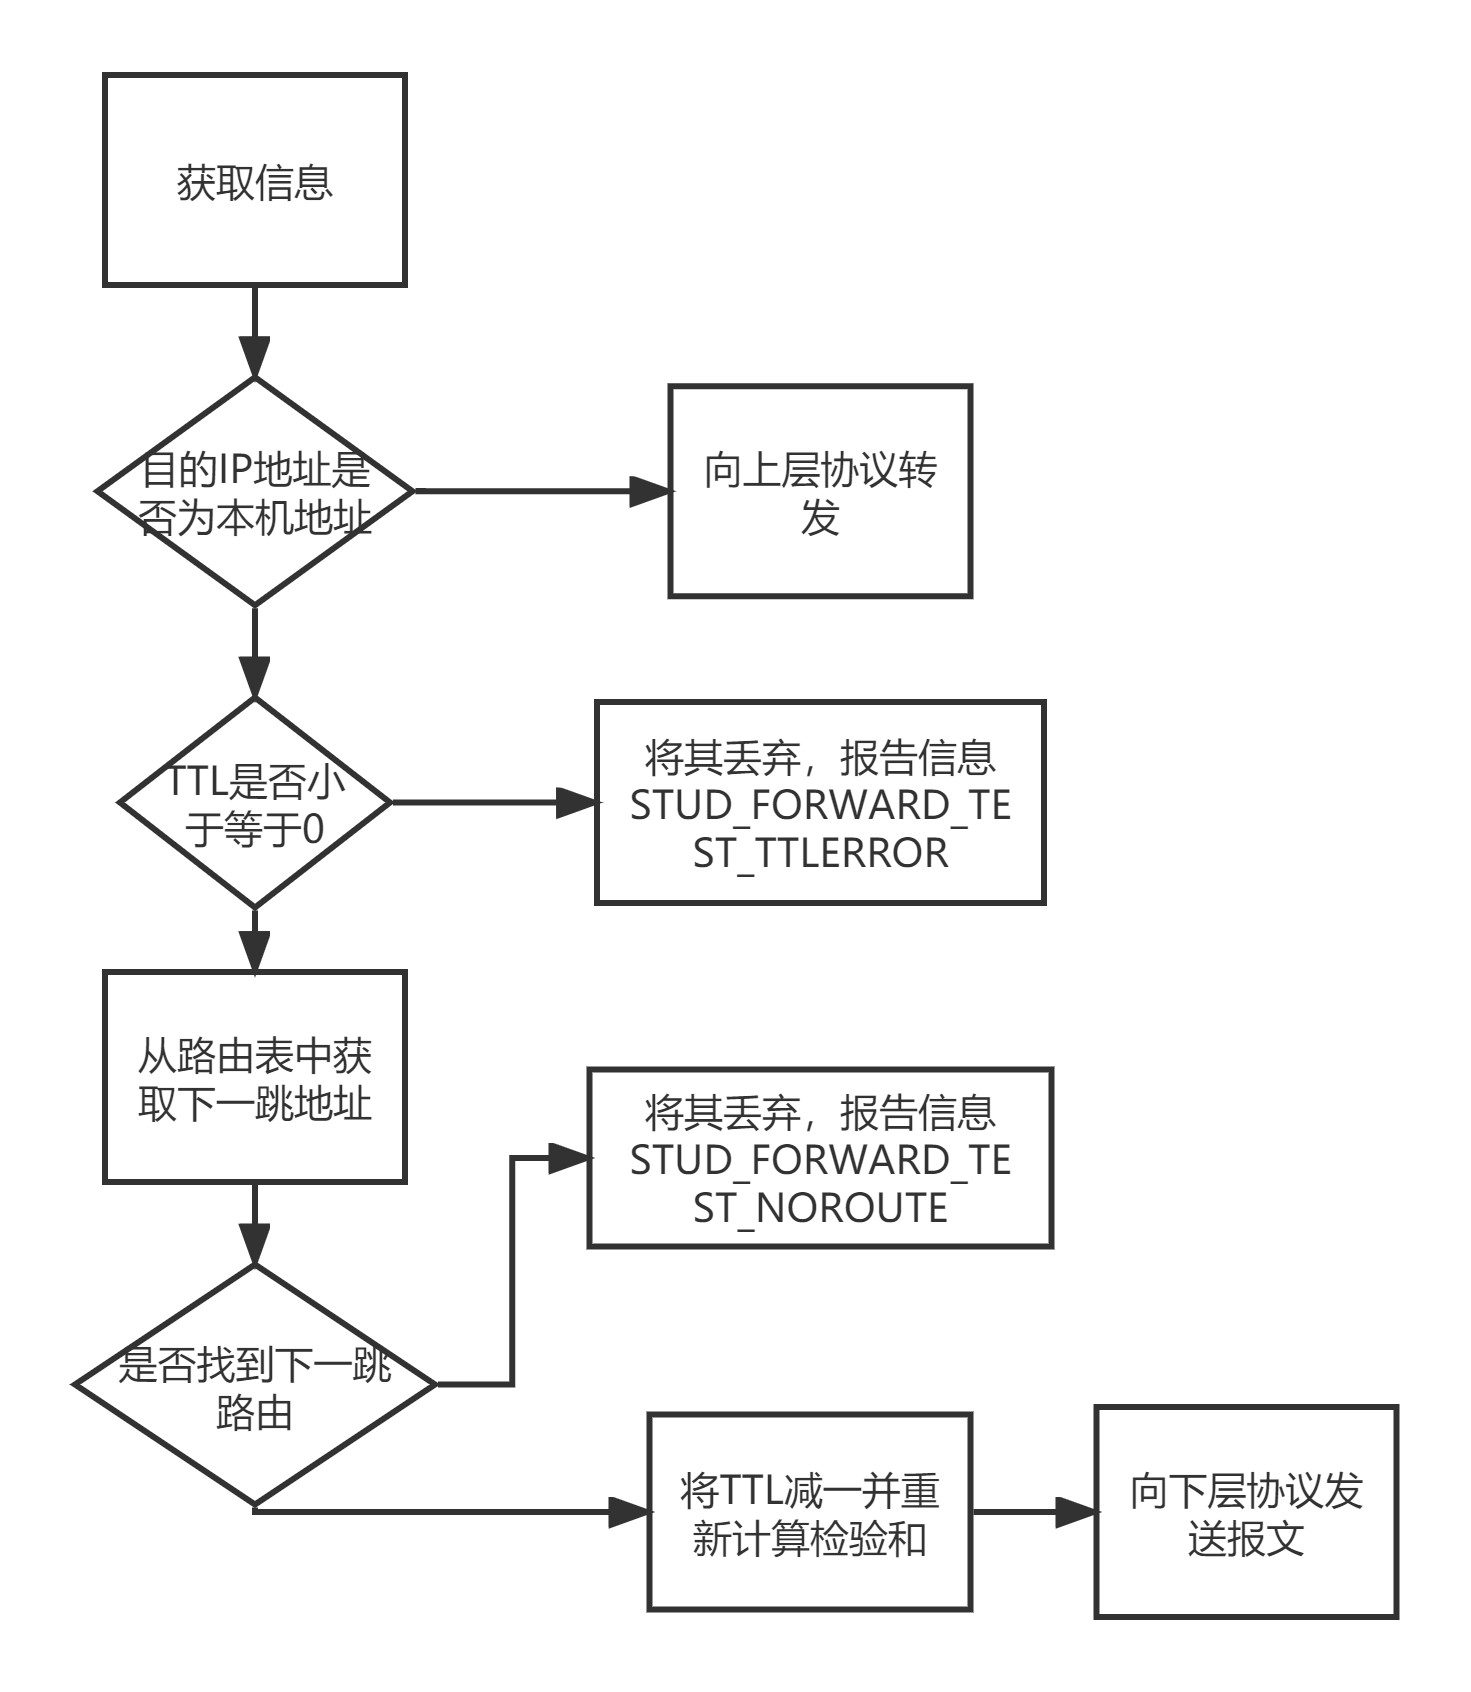 获取信息
目的IP地址是
否为本机地址
向上层协议转
发
TTL是否小
于等于0
将其丢弃，报告信息
STUD_FORWARD_TE
ST_TTLERROR
从路由表中获
取下一跳地址
将其丢弃，报告信息
STUD_FORWARD_TE
ST_NOROUTE
是否找到下一跳
路由
将TTL减一并重
新计算检验和
向下层协议发
送报文